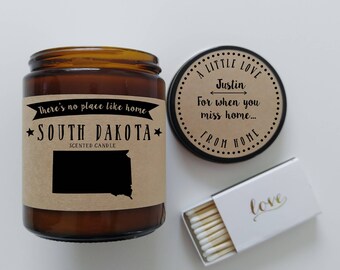 There's no place like home
SOUTH DAKOTA
SCENTED CANDLE
A LITTLE LOVE
Justin
For when you
miss home...
FROM HOME
love